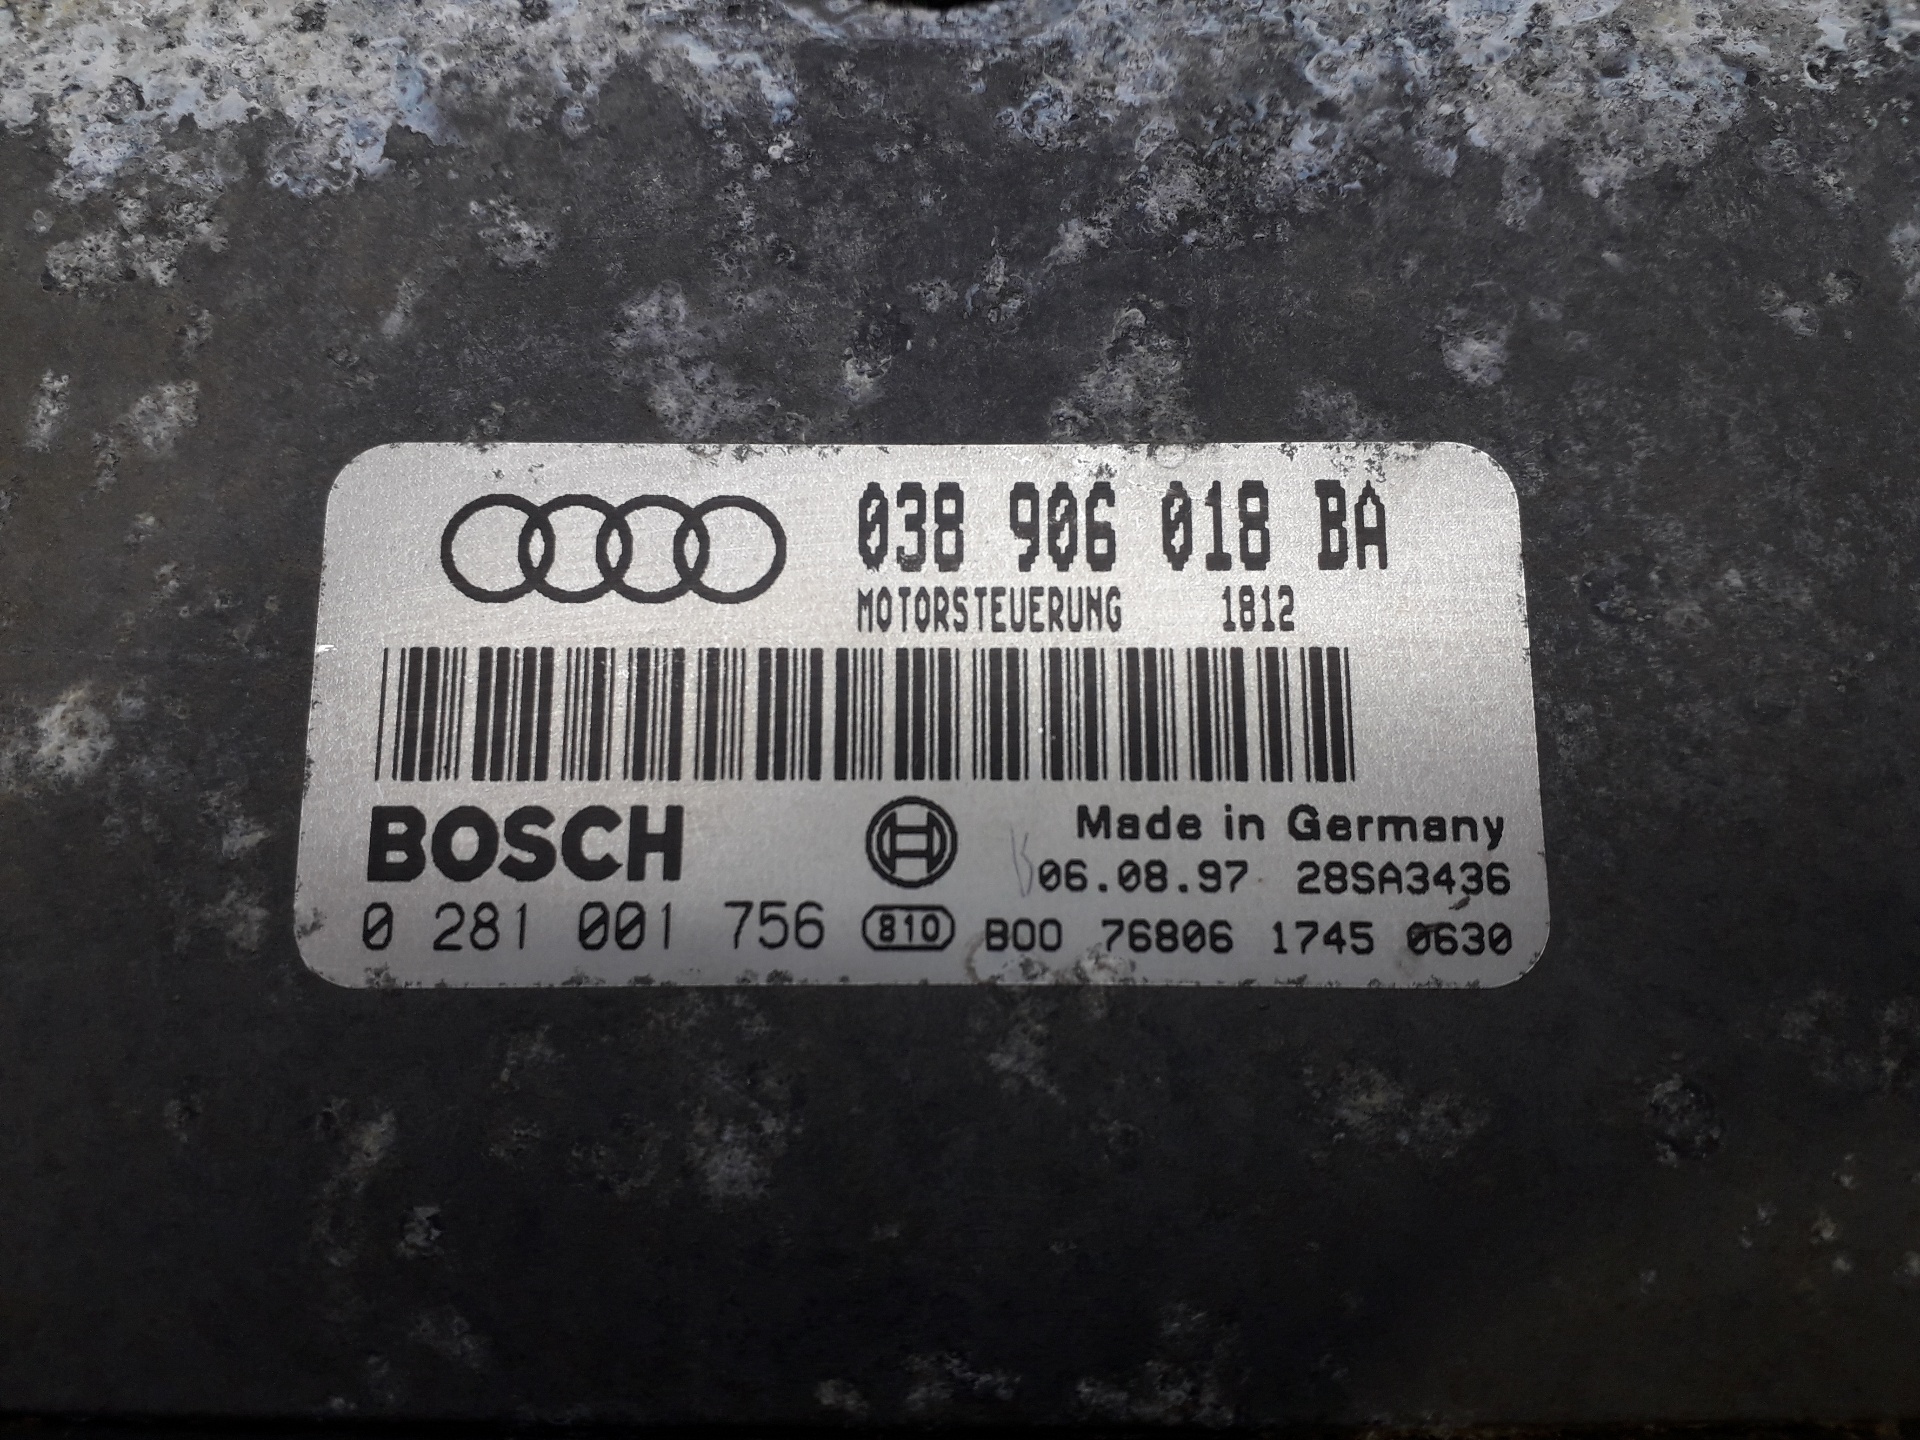 038 906 018 BA
MOTORSTEUERUNG 1812
BOSCH
Made in Germany
06.08.97 28SA3436
0 281 001 756 810 B00 76806 1745 0630